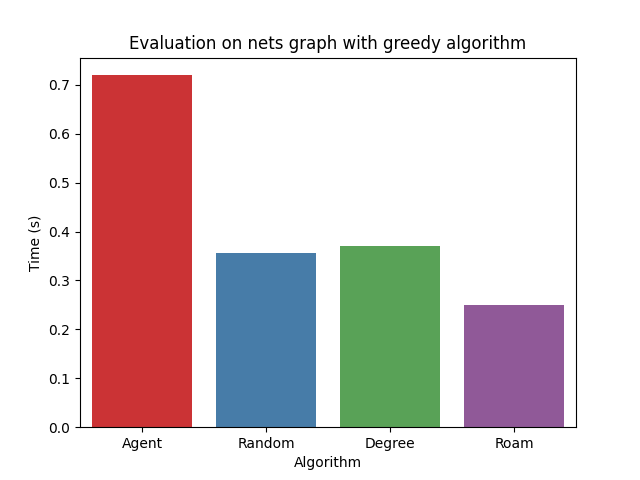 Evaluation on nets graph with greedy algorithm
Time (s)
0.7
0.6
0.5
0.4
0.3
0.2
0.1
0.0
Agent Random Degree Roam
Algorithm